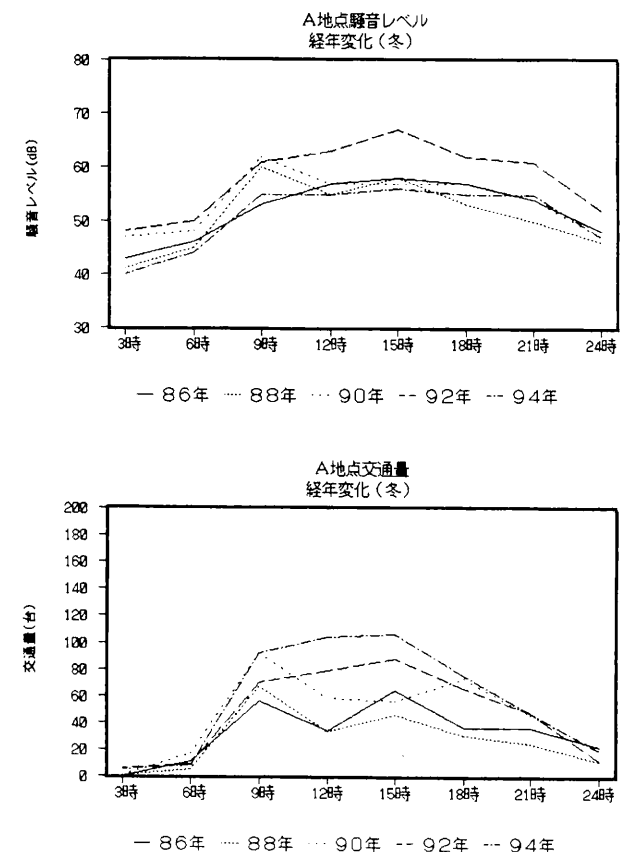 A地点騒音レベル
経年変化(冬)
騒音レベル(dB)
80
70
60
50
40
30
3時 6時 9時 12時 15時 18時 21時 24時
86年 88年 90年 92年 94年
A地点交通量
経年変化(冬)
交通量(台)
200
180
160
140
120
100
80
60
40
20
0
3時 6時 9時 12時 15時 18時 21時 24時
86年 88年 90年 92年 94年